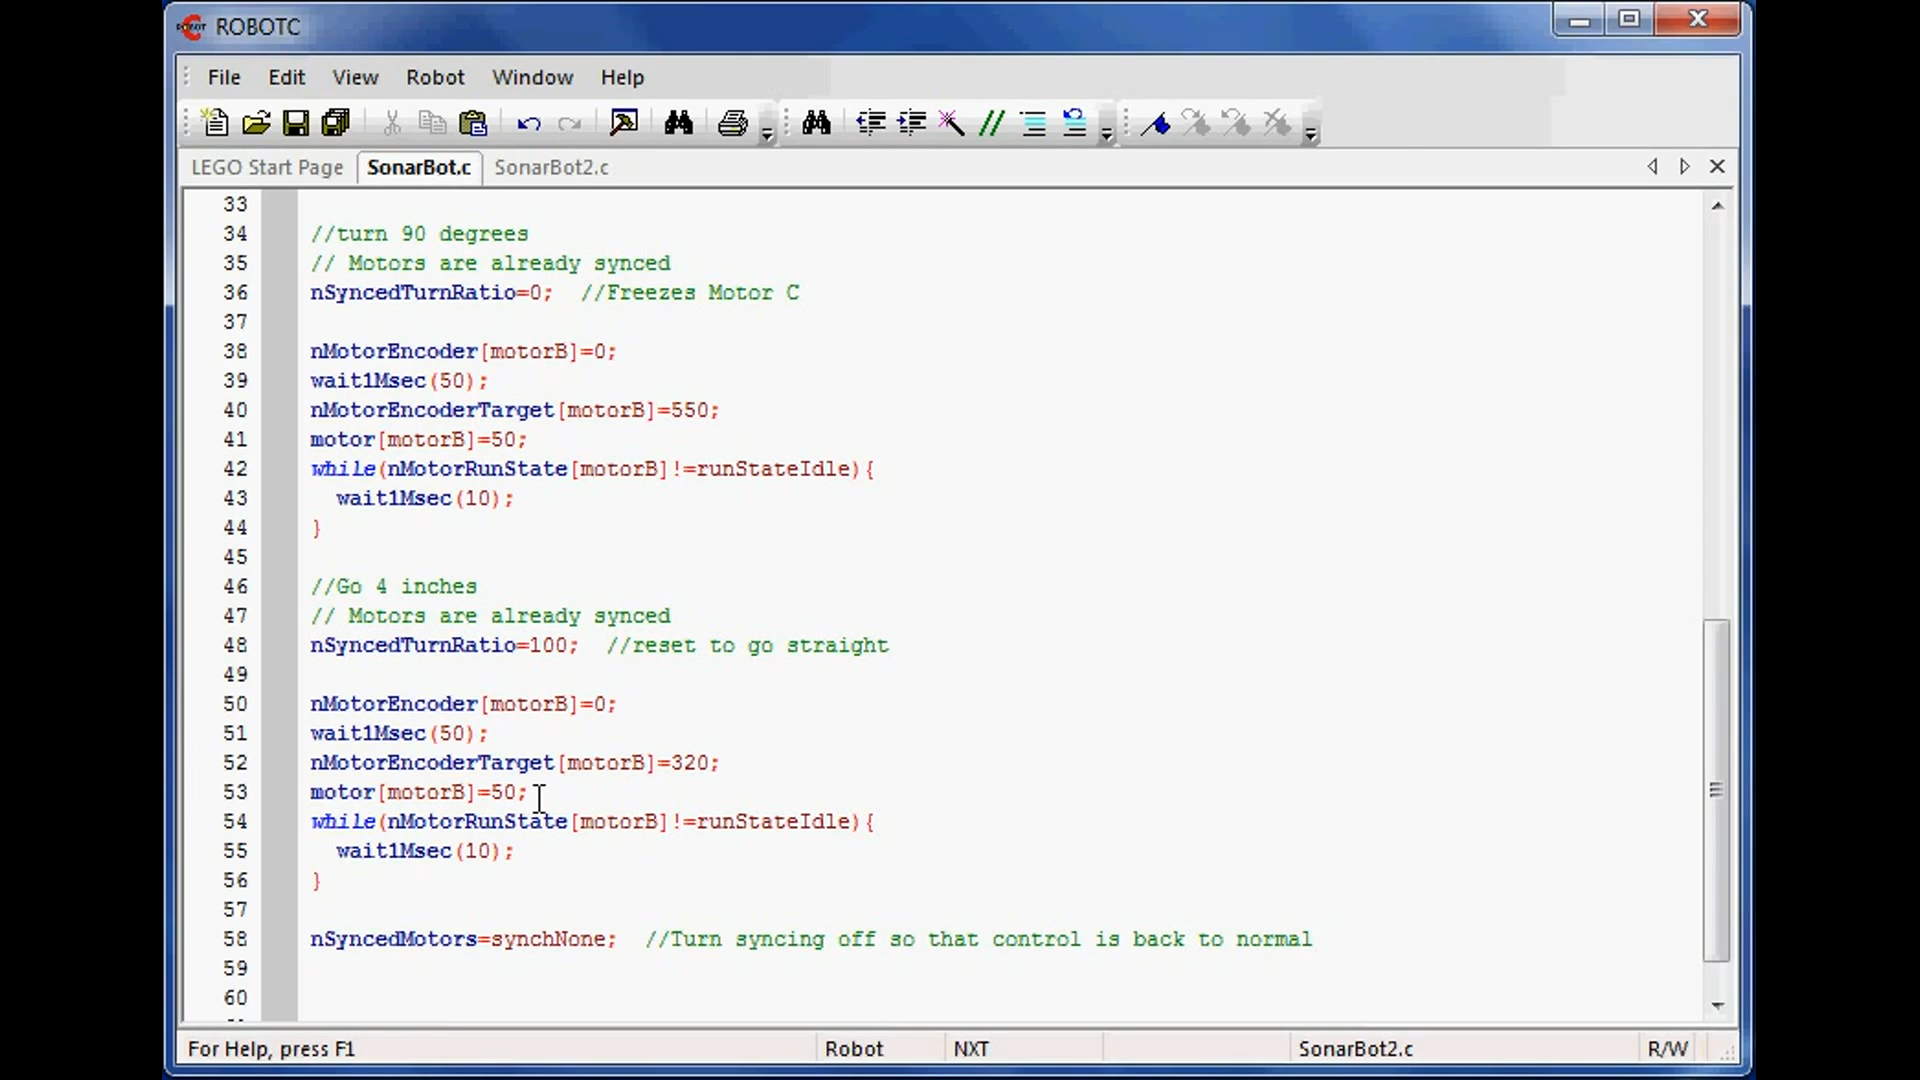 ROBOTC
File Edit View Robot Window Help
LEGO Start Page SonarBot.c SonarBot2.c
33
34 //turn 90 degrees
35 // Motors are already synced
36 nSyncedTurnRatio=0; //Freezes Motor C
37
38 nMotorEncoder[motorB]=0;
39 wait1Msec(50);
40 nMotorEncoderTarget[motorB]=550;
41 motor[motorB]=50;
42 while(nMotorRunState[motorB]!=runStateIdle){
43 wait1Msec(10);
44 }
45
46 //Go 4 inches
47 // Motors are already synced
48 nSyncedTurnRatio=100; //reset to go straight
49
50 nMotorEncoder[motorB]=0;
51 wait1Msec(50);
52 nMotorEncoderTarget[motorB]=320;
53 motor[motorB]=50;
54 while(nMotorRunState[motorB]!=runStateIdle){
55 wait1Msec(10);
56 }
57
58 nSyncedMotors=synchNone; //Turn syncing off so that control is back to normal
59
60
For Help, press F1 Robot NXT SonarBot2.c R/W